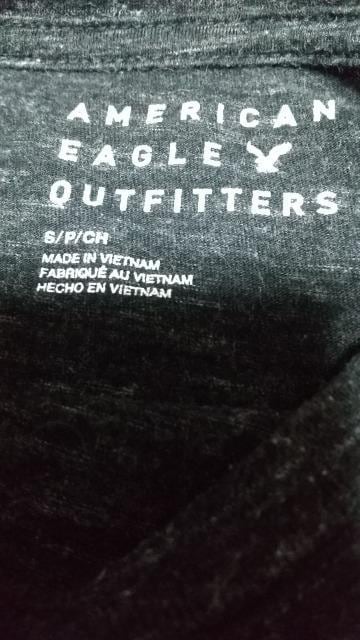 AMERICAN
EAGLE
OUTFITTERS
S/P/CH
MADE IN VIETNAM
FABRIQUÉ AU VIETNAM
HECHO EN VIETNAM